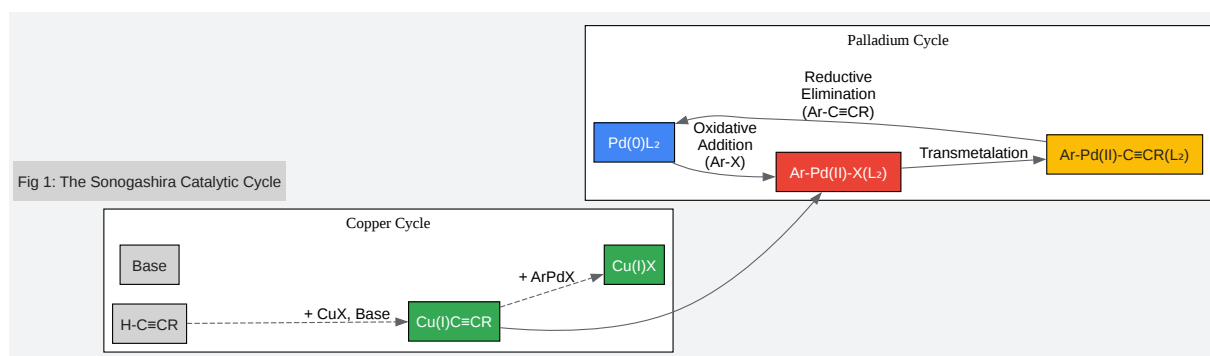 Palladium Cycle
Reductive
Elimination
(Ar-C≡CR)
Pd(0)L₂
Oxidative
Addition
(Ar-X)
Ar-Pd(II)-X(L₂)
Transmetalation
Ar-Pd(II)-C≡CR(L₂)
Fig 1: The Sonogashira Catalytic Cycle
Copper Cycle
Base
+ ArPdX
Cu(I)X
H-C≡CR
+ CuX, Base
Cu(I)C≡CR